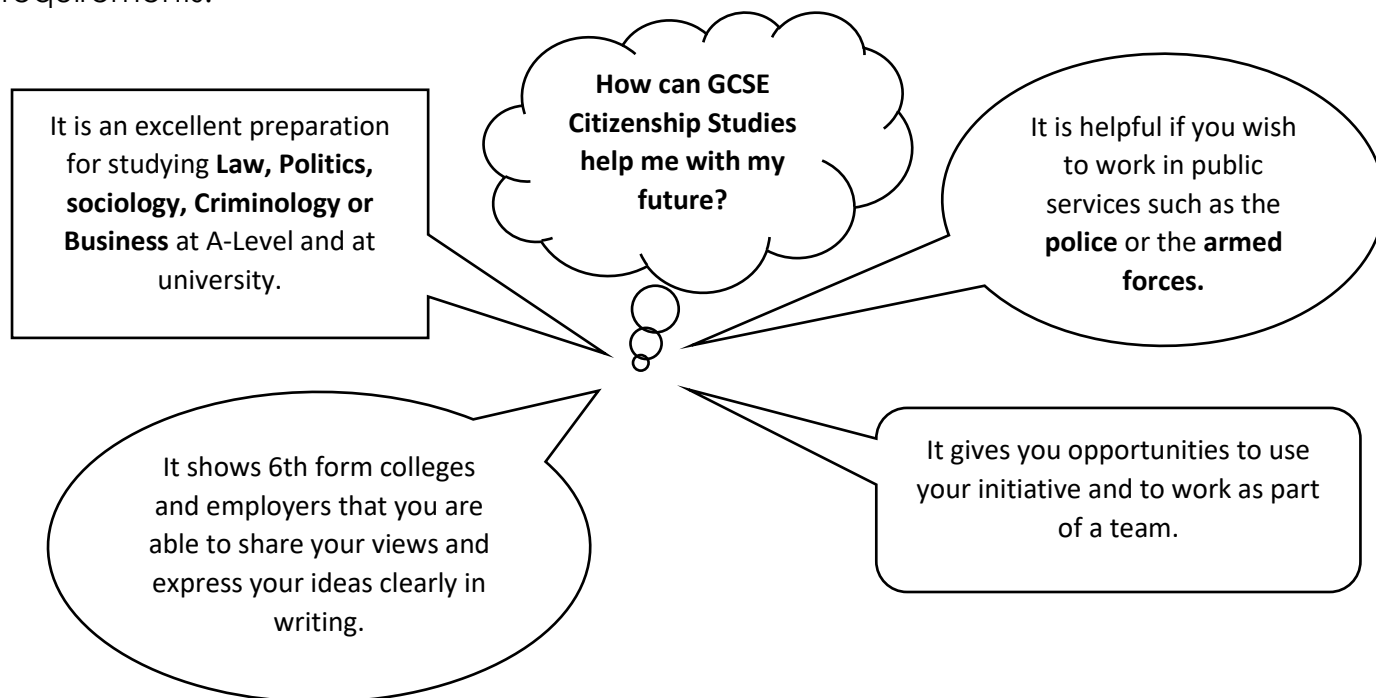 requirements.
How can GCSE
Citizenship Studies
help me with my
future?
It is an excellent preparation
for studying Law, Politics,
sociology, Criminology or
Business at A-Level and at
university.
It is helpful if you wish
to work in public
services such as the
police or the armed
forces.
It shows 6th form colleges
and employers that you are
able to share your views and
express your ideas clearly in
writing.
It gives you opportunities to use
your initiative and to work as part
of a team.